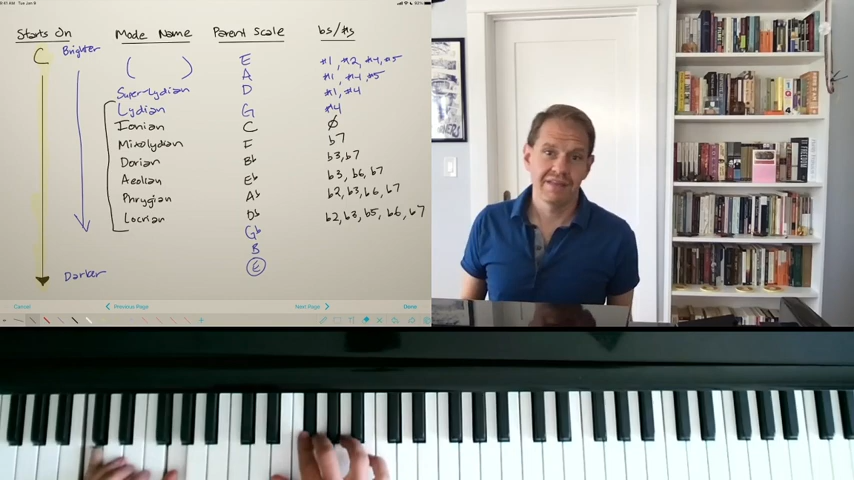 Starts On Mode Name Parent Scale bs/#s
C Brighter ( ) E #1, #2, #4, #5
A #1, #4, #5
Super-Lydian D #1, #4
Lydian G #4
Ionian C Ø
Mixolydian F b7
Dorian Bb b3, b7
Aeolian Eb b3, b6, b7
Phrygian Ab b2, b3, b6, b7
Locrian Db b2, b3, b5, b6, b7
Gb
B
E
Darker
Cancel Previous Page Next Page Done